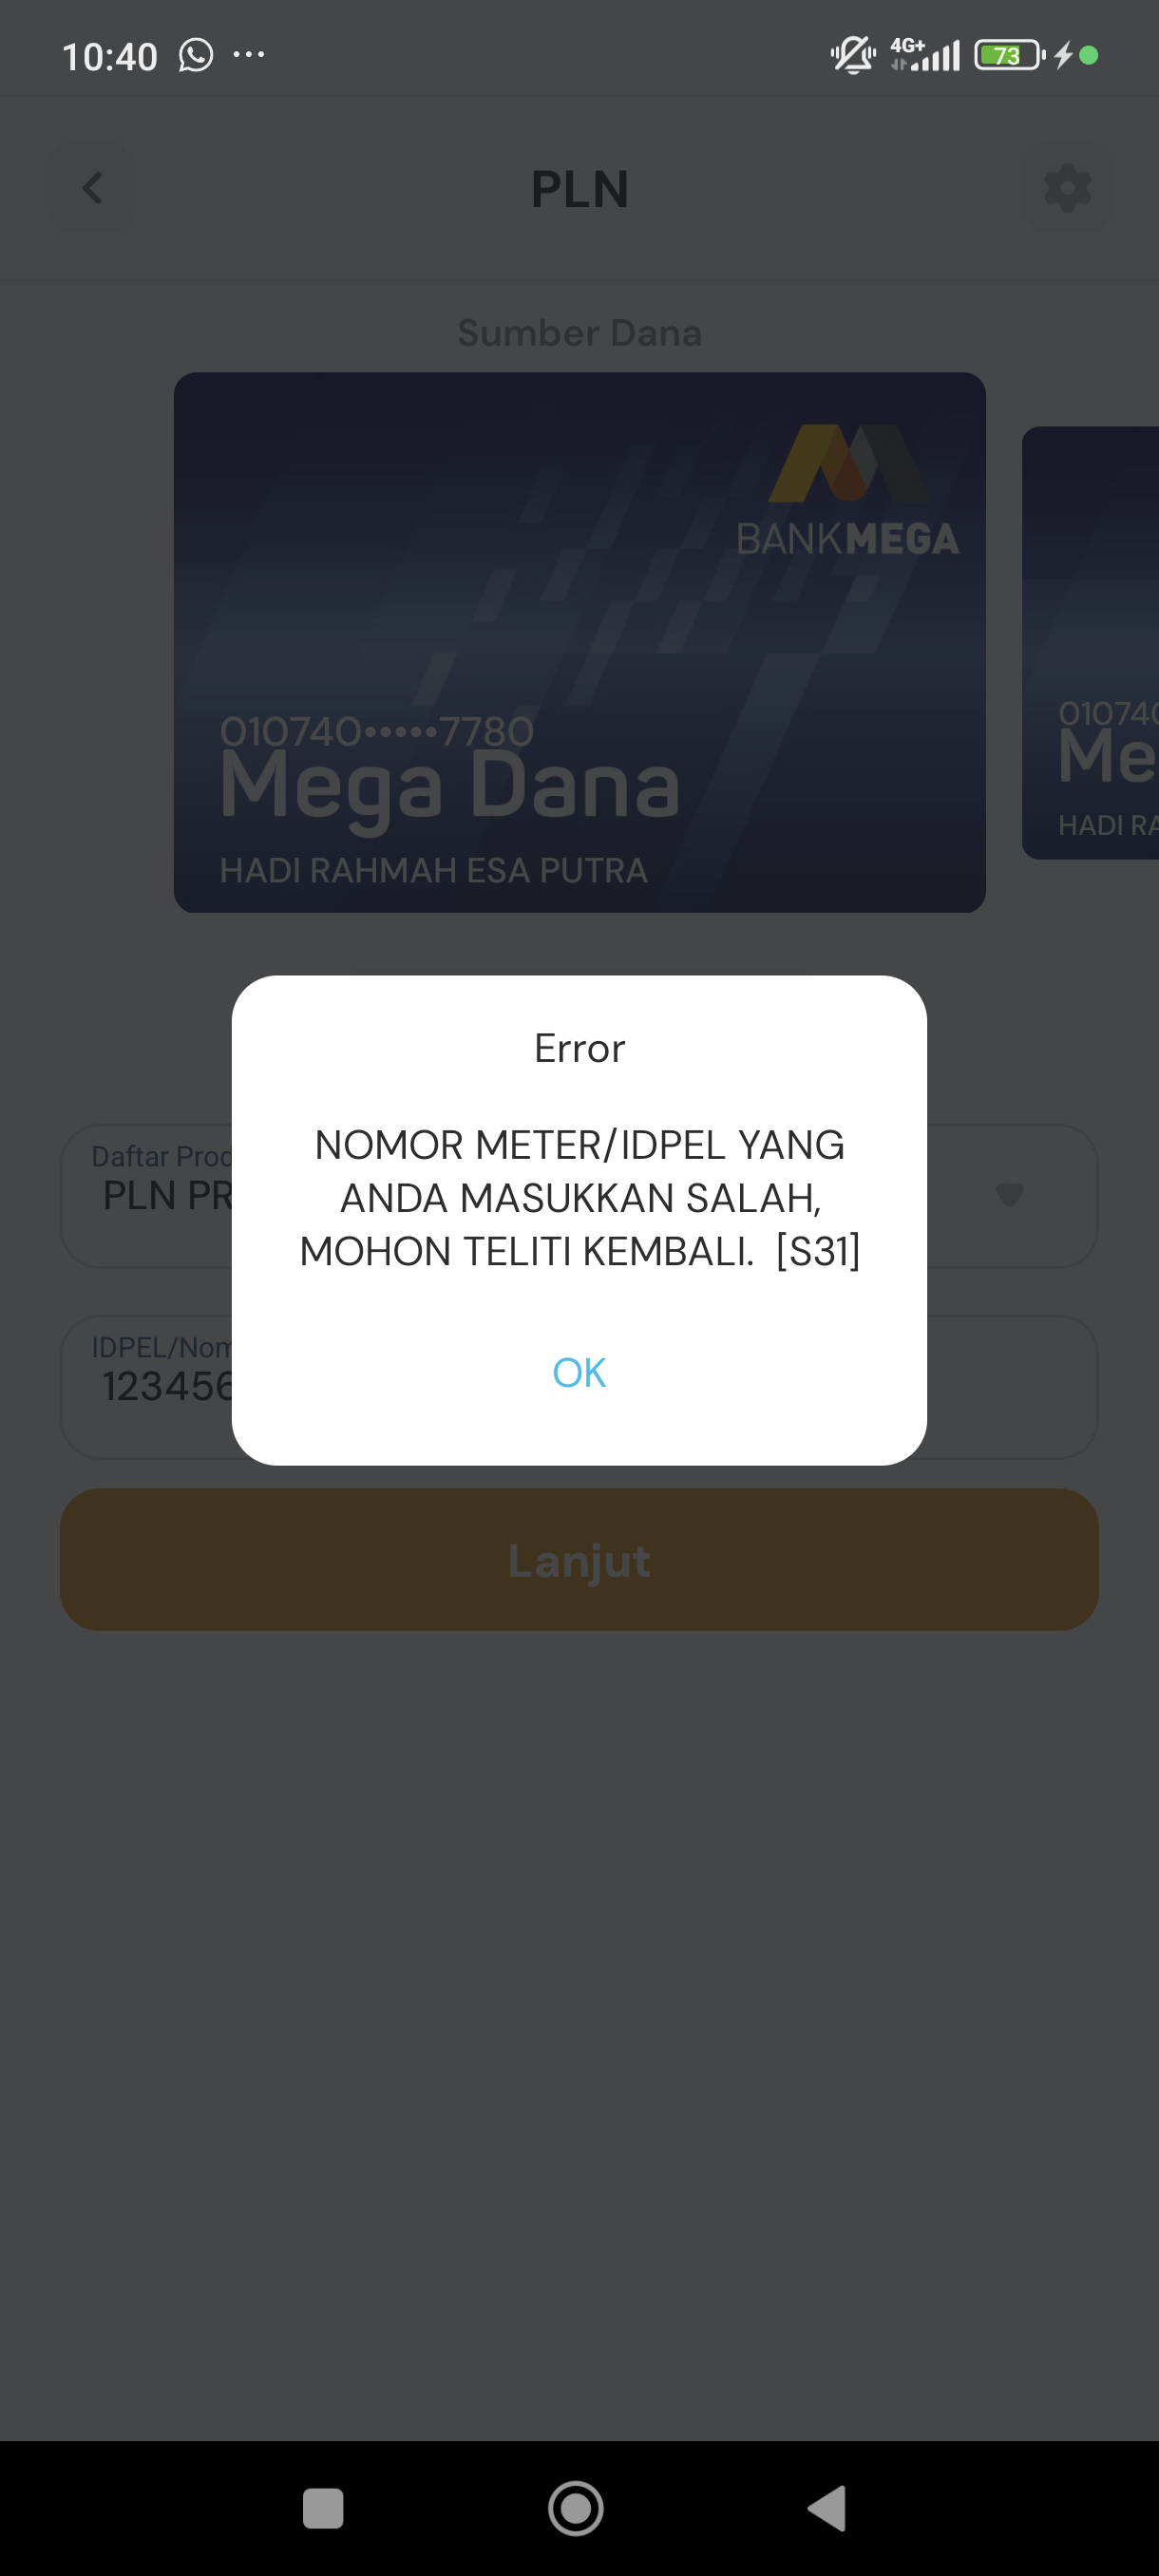 10:40
4G+
73
PLN
Sumber Dana
BANKMEGA
010740•••••7780
Mega Dana
HADI RAHMAH ESA PUTRA
010740
Me
HADI RA
Error
NOMOR METER/IDPEL YANG
ANDA MASUKKAN SALAH,
MOHON TELITI KEMBALI.  [S31]
OK
Daftar Prod
PLN PR
IDPEL/Nom
123456
Lanjut